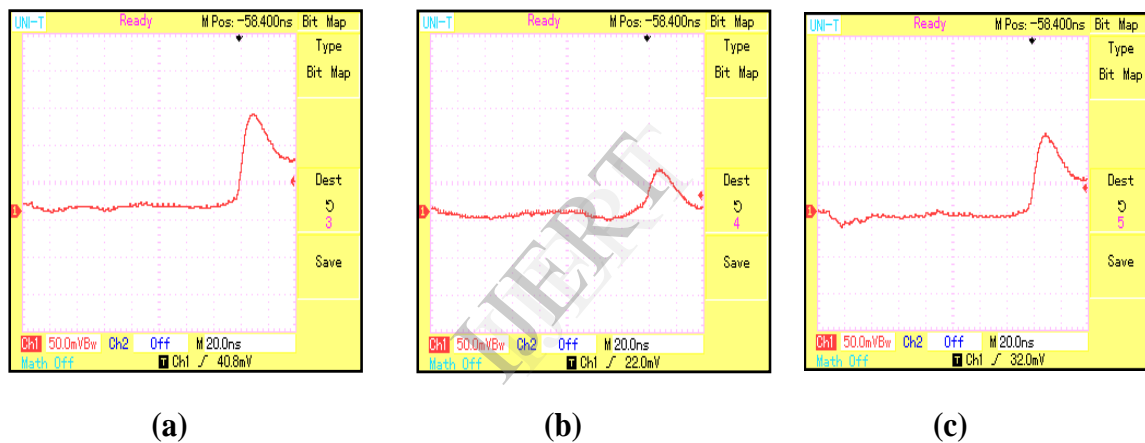 UNI-T Ready M Pos: -58.400ns Bit Map
Type
Bit Map
Dest
3
Save
1
Ch1 50.0mVBw Ch2 Off M 20.0ns
Math Off T Ch1 40.8mV
(a)
UNI-T Ready M Pos: -58.400ns Bit Map
Type
Bit Map
Dest
4
Save
1
Ch1 50.0mVBw Ch2 Off M 20.0ns
Math Off T Ch1 22.0mV
(b)
UNI-T Ready M Pos: -58.400ns Bit Map
Type
Bit Map
Dest
5
Save
1
Ch1 50.0mVBw Ch2 Off M 20.0ns
Math Off T Ch1 32.0mV
(c)
IJERT